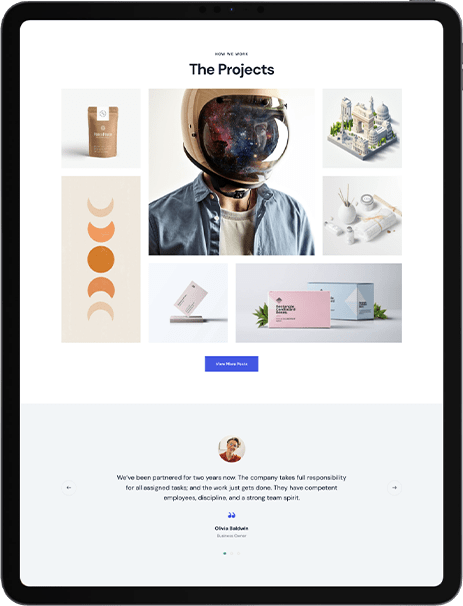 HOW WE WORK
The Projects
View More Posts
We've been partnered for two years now. The company takes full responsibility
for all assigned tasks; and the work just gets done. They have competent
employees, discipline, and a strong team spirit.
Olivia Baldwin
Business Owner